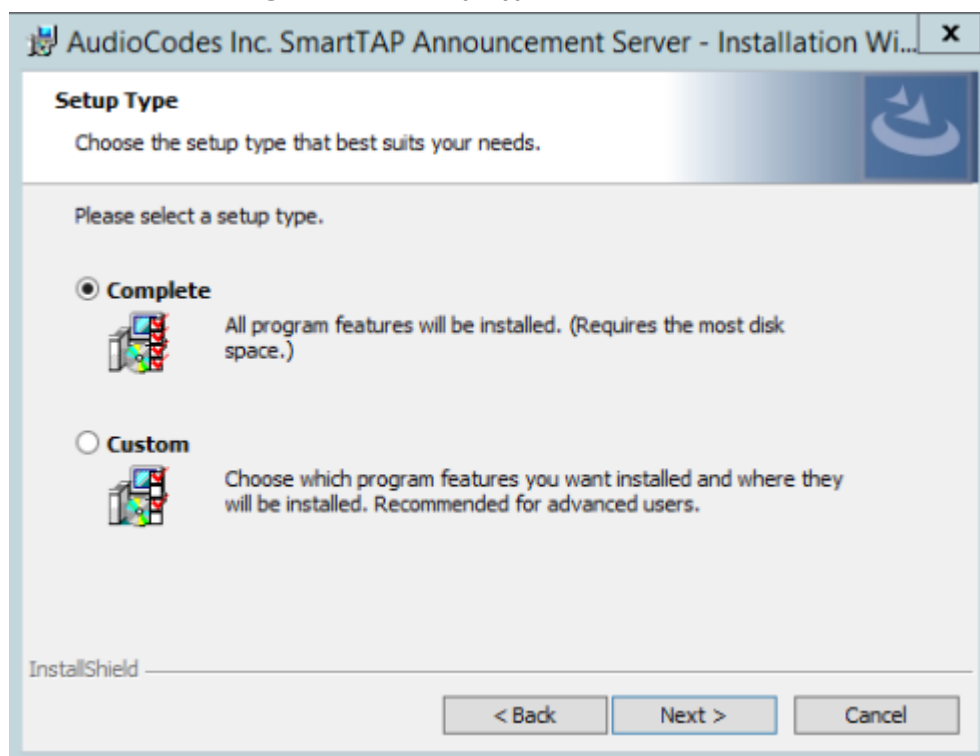 AudioCodes Inc. SmartTAP Announcement Server - Installation Wi...
Setup Type
Choose the setup type that best suits your needs.
Please select a setup type.
Complete
All program features will be installed. (Requires the most disk
space.)
Custom
Choose which program features you want installed and where they
will be installed. Recommended for advanced users.
InstallShield
< Back Next > Cancel